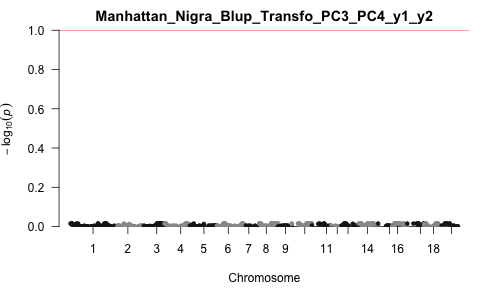 Manhattan_Nigra_Blup_Transfo_PC3_PC4_y1_y2
1.0
0.8
0.6
0.4
0.2
0.0
− log10(p)
1 2 3 4 5 6 7 8 9 11 14 16 18
Chromosome